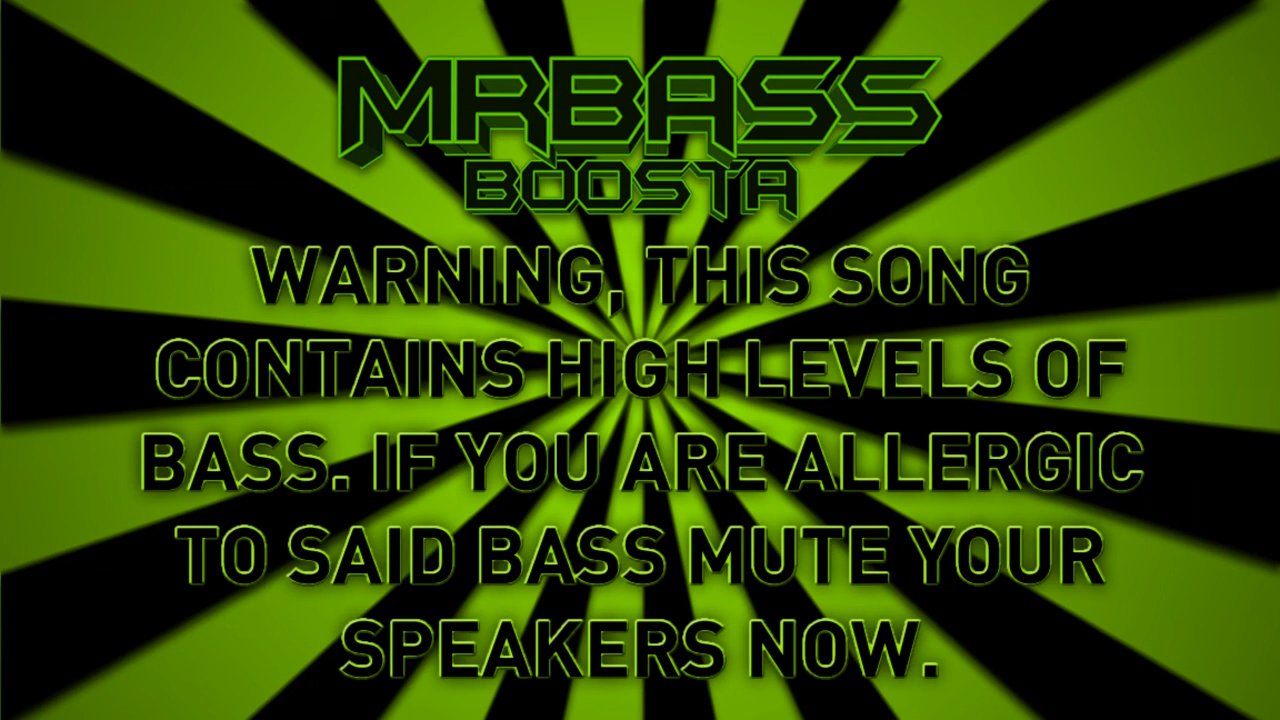 MRBASS
BOOSTA
WARNING, THIS SONG
CONTAINS HIGH LEVELS OF
BASS. IF YOU ARE ALLERGIC
TO SAID BASS MUTE YOUR
SPEAKERS NOW.